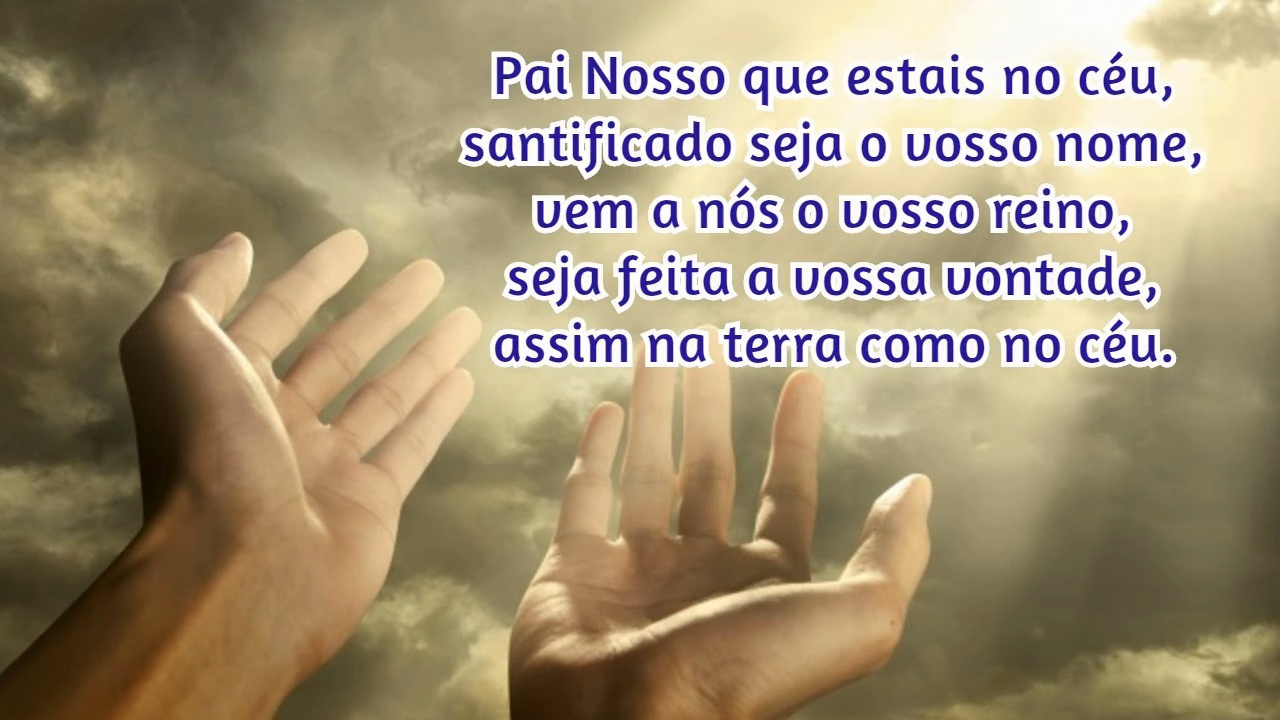 Pai Nosso que estais no céu,
santificado seja o vosso nome,
vem a nós o vosso reino,
seja feita a vossa vontade,
assim na terra como no céu.